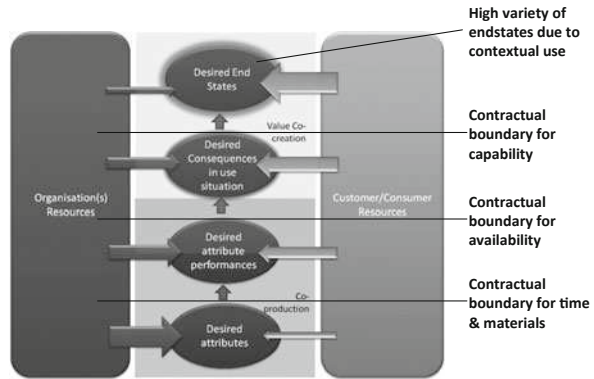 High variety of
endstates due to
contextual use
Desired End
States
Value Co-
creation
Contractual
boundary for
capability
Desired
Consequences
in use
situation
Organisation(s)
Resources
Customer/Consumer
Resources
Contractual
boundary for
availability
Desired
attribute
performances
Co-
production
Contractual
boundary for time
& materials
Desired
attributes